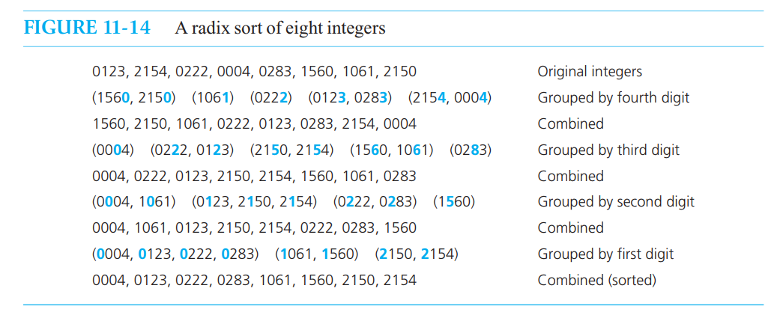 FIGURE 11-14 A radix sort of eight integers
0123, 2154, 0222, 0004, 0283, 1560, 1061, 2150 Original integers
(1560, 2150) (1061) (0222) (0123, 0283) (2154, 0004) Grouped by fourth digit
1560, 2150, 1061, 0222, 0123, 0283, 2154, 0004 Combined
(0004) (0222, 0123) (2150, 2154) (1560, 1061) (0283) Grouped by third digit
0004, 0222, 0123, 2150, 2154, 1560, 1061, 0283 Combined
(0004, 1061) (0123, 2150, 2154) (0222, 0283) (1560) Grouped by second digit
0004, 1061, 0123, 2150, 2154, 0222, 0283, 1560 Combined
(0004, 0123, 0222, 0283) (1061, 1560) (2150, 2154) Grouped by first digit
0004, 0123, 0222, 0283, 1061, 1560, 2150, 2154 Combined (sorted)